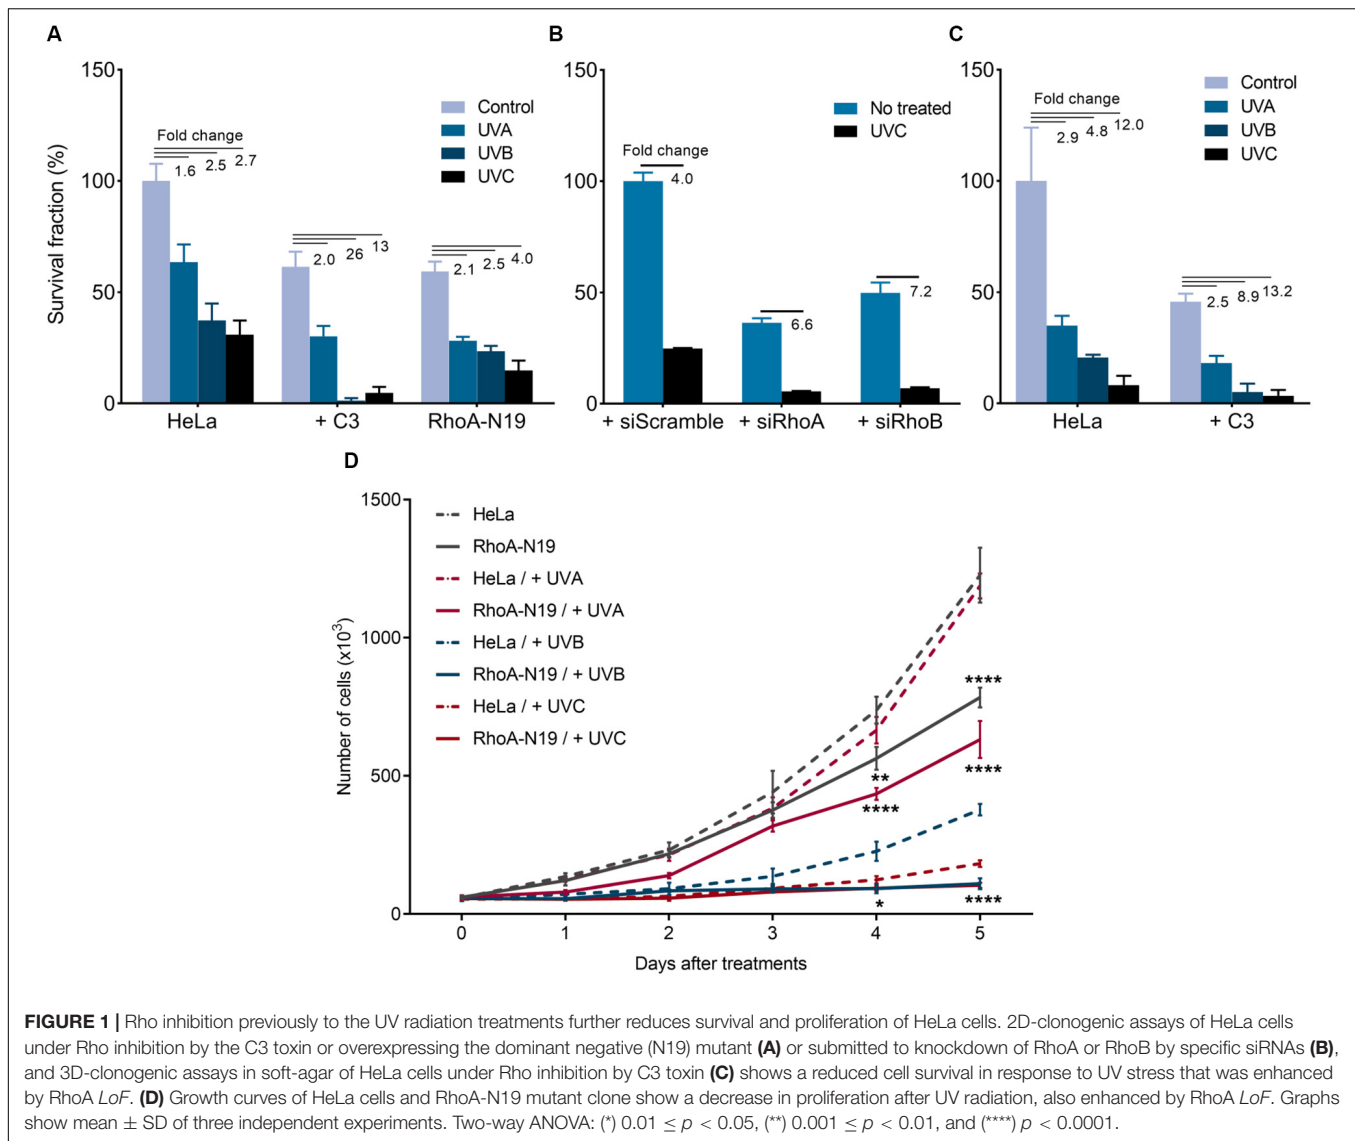 A
150
100
50
0
Survival fraction (%)
Control
UVA
UVB
UVC
Fold change
1.6 2.5 2.7
2.0 26 13
2.1 2.5 4.0
HeLa + C3 RhoA-N19
B
150
100
50
0
No treated
UVC
Fold change
4.0
6.6
7.2
+ siScramble + siRhoA + siRhoB
C
150
100
50
0
Control
UVA
UVB
UVC
Fold change
2.9 4.8 12.0
2.5 8.9 13.2
HeLa + C3
D
1500
1000
500
0
Number of cells (x10³)
HeLa
RhoA-N19
HeLa / + UVA
RhoA-N19 / + UVA
HeLa / + UVB
RhoA-N19 / + UVB
HeLa / + UVC
RhoA-N19 / + UVC
****
****
**
****
*
****
0 1 2 3 4 5
Days after treatments
FIGURE 1 | Rho inhibition previously to the UV radiation treatments further reduces survival and proliferation of HeLa cells. 2D-clonogenic assays of HeLa cells
under Rho inhibition by the C3 toxin or overexpressing the dominant negative (N19) mutant (A) or submitted to knockdown of RhoA or RhoB by specific siRNAs (B),
and 3D-clonogenic assays in soft-agar of HeLa cells under Rho inhibition by C3 toxin (C) shows a reduced cell survival in response to UV stress that was enhanced
by RhoA LoF. (D) Growth curves of HeLa cells and RhoA-N19 mutant clone show a decrease in proliferation after UV radiation, also enhanced by RhoA LoF. Graphs
show mean ± SD of three independent experiments. Two-way ANOVA: (*) 0.01 ≤ p < 0.05, (**) 0.001 ≤ p < 0.01, and (****) p < 0.0001.